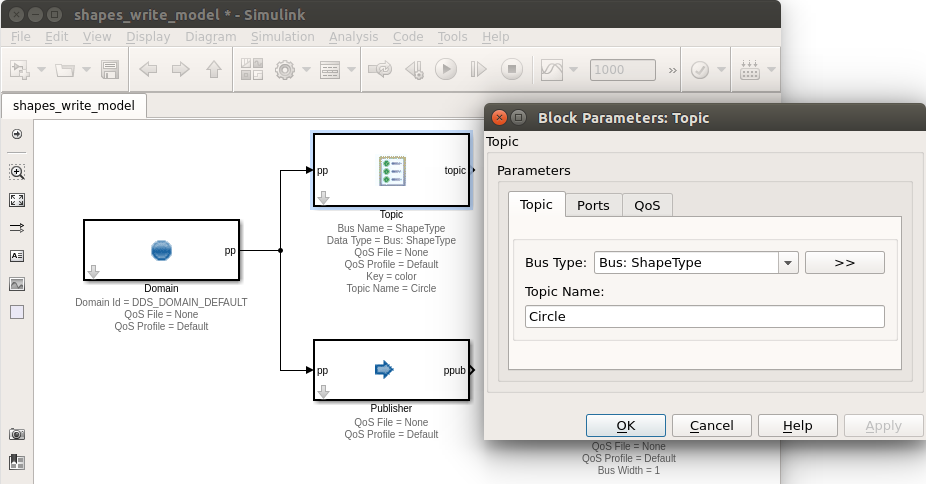 shapes_write_model * - Simulink
File Edit View Display Diagram Simulation Analysis Code Tools Help
1000 »
shapes_write_model
Block Parameters: Topic
Topic
Parameters
Topic Ports QoS
Bus Type: Bus: ShapeType >>
Topic Name:
Circle
OK Cancel Help Apply
pp topic
Topic
Bus Name = ShapeType
Data Type = Bus: ShapeType
QoS File = None
QoS Profile = Default
Key = color
Topic Name = Circle
pp
Domain
Domain Id = DDS_DOMAIN_DEFAULT
QoS File = None
QoS Profile = Default
pp ppub
Publisher
QoS File = None
QoS Profile = Default
QoS File = None
QoS Profile = Default
Bus Width = 1